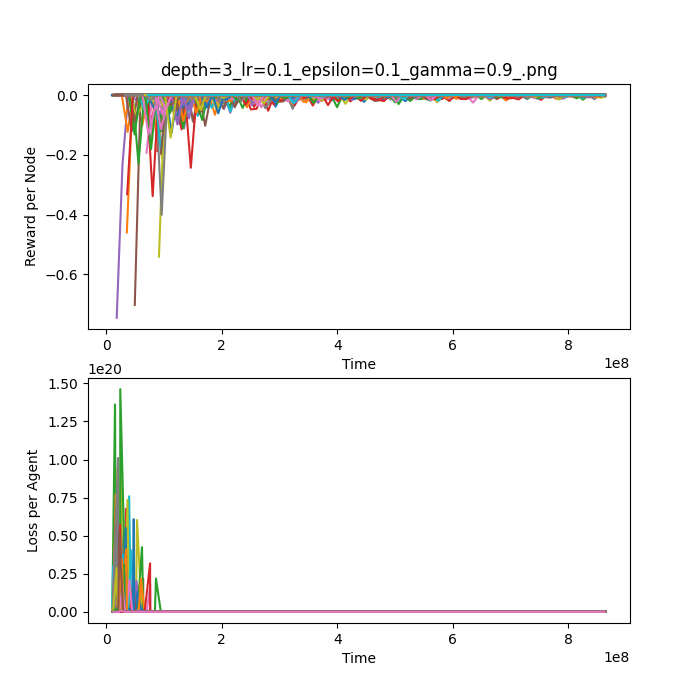 depth=3_lr=0.1_epsilon=0.1_gamma=0.9_.png
0.0
−0.2
−0.4
−0.6
Reward per Node
0 2 4 6 8
1e8
Time
1e20
1.50
1.25
1.00
0.75
0.50
0.25
0.00
Loss per Agent
0 2 4 6 8
1e8
Time